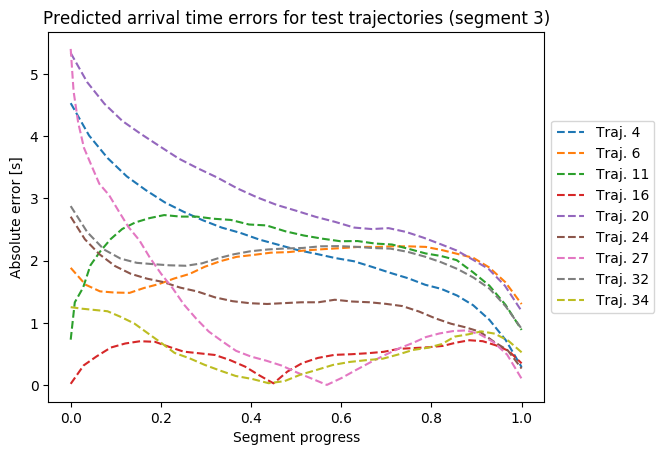 Predicted arrival time errors for test trajectories (segment 3)
Absolute error [s]
5
4
3
2
1
0
0.0 0.2 0.4 0.6 0.8 1.0
Segment progress
Traj. 4
Traj. 6
Traj. 11
Traj. 16
Traj. 20
Traj. 24
Traj. 27
Traj. 32
Traj. 34